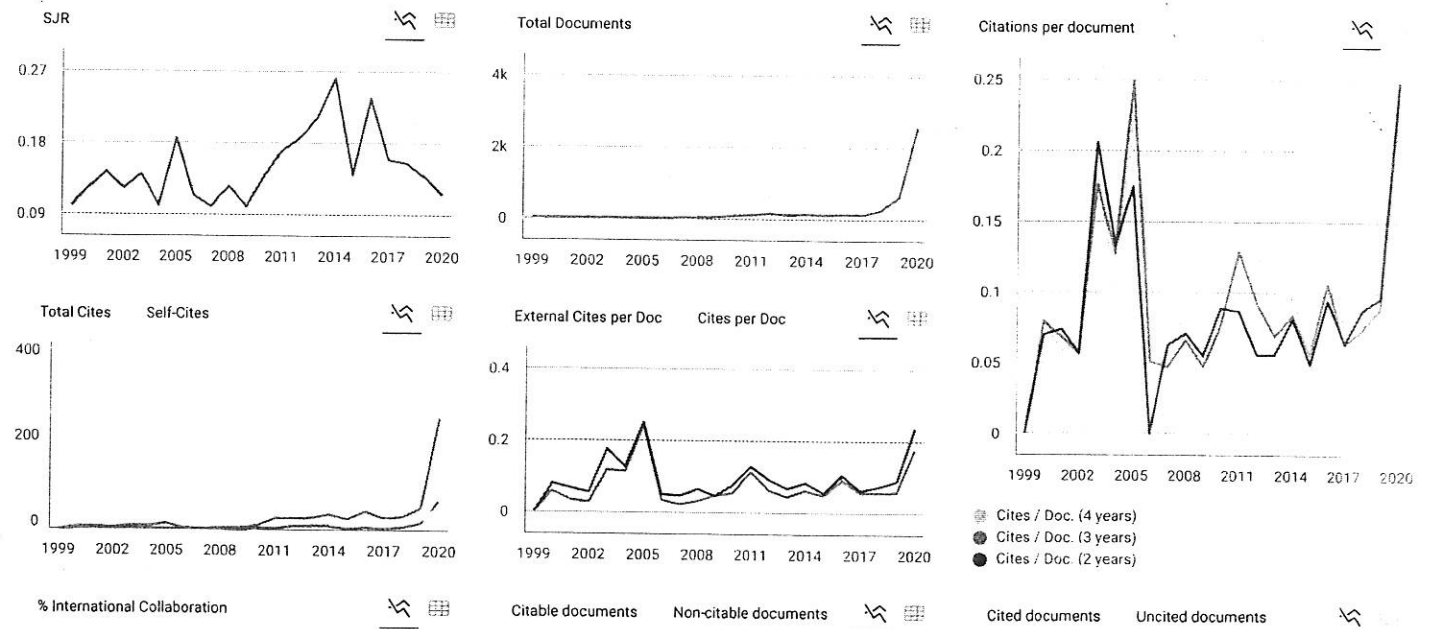 SJR
0.27
0.18
0.09
1999 2002 2005 2008 2011 2014 2017 2020
Total Documents
4k
2k
0
1999 2002 2005 2008 2011 2014 2017 2020
Citations per document
0.25
0.2
0.15
0.1
0.05
0
1999 2002 2005 2008 2011 2014 2017 2020
Cites / Doc. (4 years)
Cites / Doc. (3 years)
Cites / Doc. (2 years)
Total Cites Self-Cites
400
200
0
1999 2002 2005 2008 2011 2014 2017 2020
External Cites per Doc Cites per Doc
0.4
0.2
0
1999 2002 2005 2008 2011 2014 2017 2020
% International Collaboration
Citable documents Non-citable documents
Cited documents Uncited documents